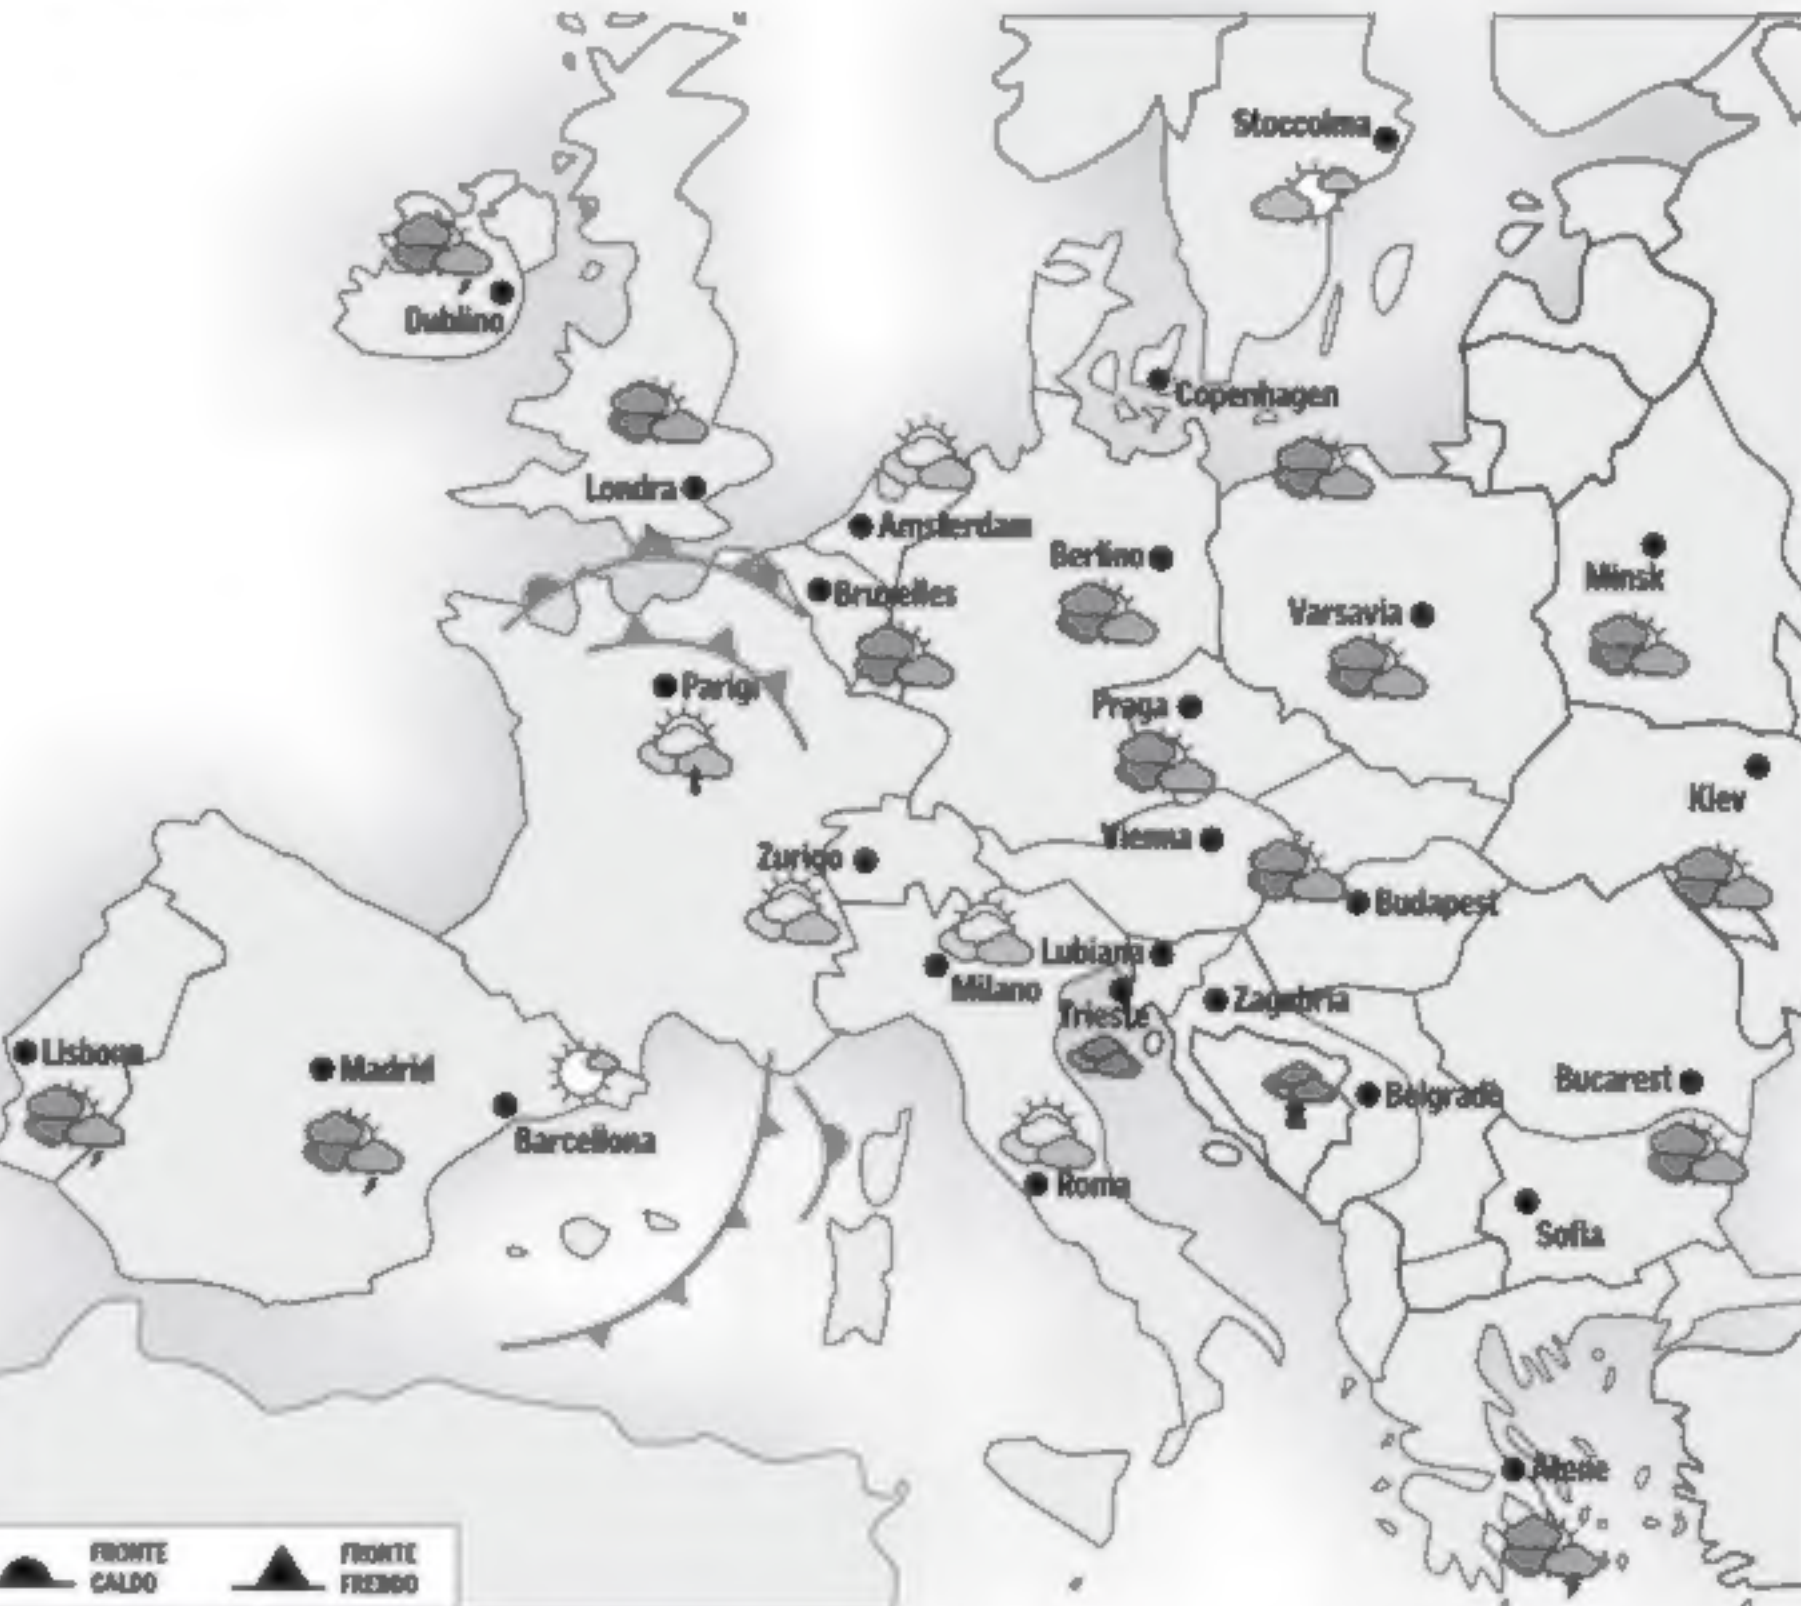 Stoccolma
Dublino
Copenhagen
Londra
Amsterdam
Berlino
Minsk
Bruxelles
Varsavia
Parigi
Praga
Kiev
Vienna
Zurigo
Budapest
Lubiana
Milano
Zagabria
Trieste
Lisbona
Madrid
Bucarest
Belgrado
Barcellona
Roma
Sofia
Atene
FRONTE
CALDO
FRONTE
FREDDO